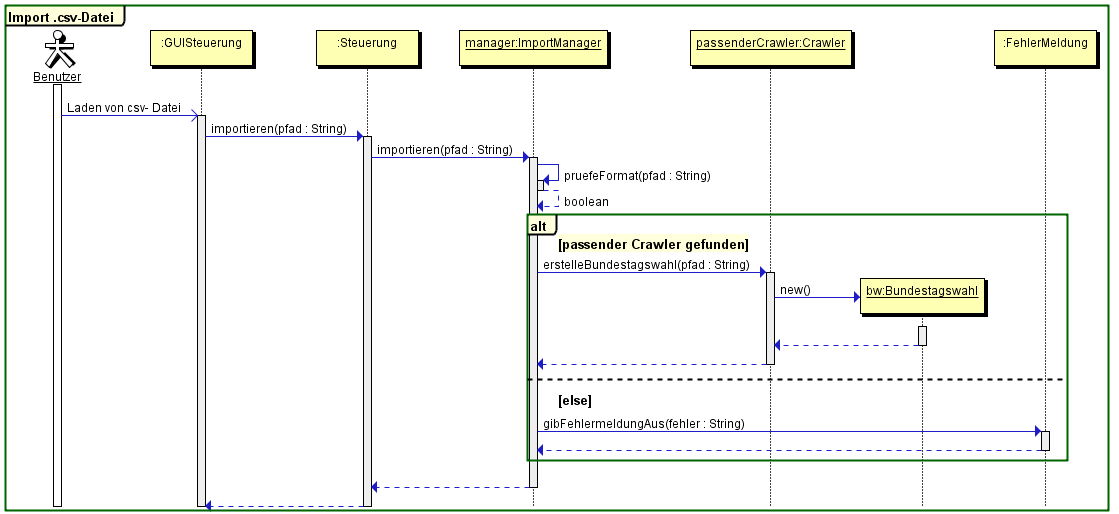 Import .csv-Datei
:GUISteuerung
:Steuerung
manager:ImportManager
passenderCrawler:Crawler
:FehlerMeldung
Benutzer
Laden von csv- Datei
importieren(pfad : String)
importieren(pfad : String)
pruefeFormat(pfad : String)
boolean
alt
[passender Crawler gefunden]
erstelleBundestagswahl(pfad : String)
new()
bw:Bundestagswahl
[else]
gibFehlermeldungAus(fehler : String)